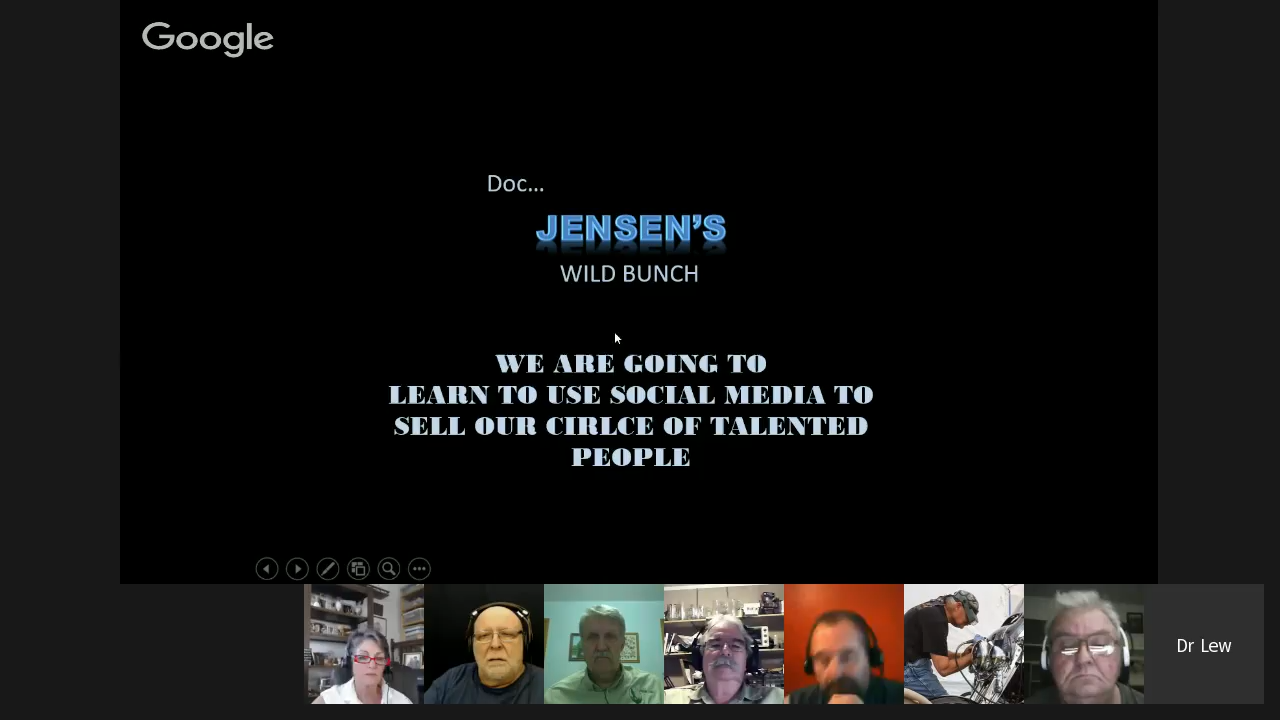 Google
Doc...
JENSEN'S
WILD BUNCH
WE ARE GOING TO
LEARN TO USE SOCIAL MEDIA TO
SELL OUR CIRLCE OF TALENTED
PEOPLE
Dr Lew